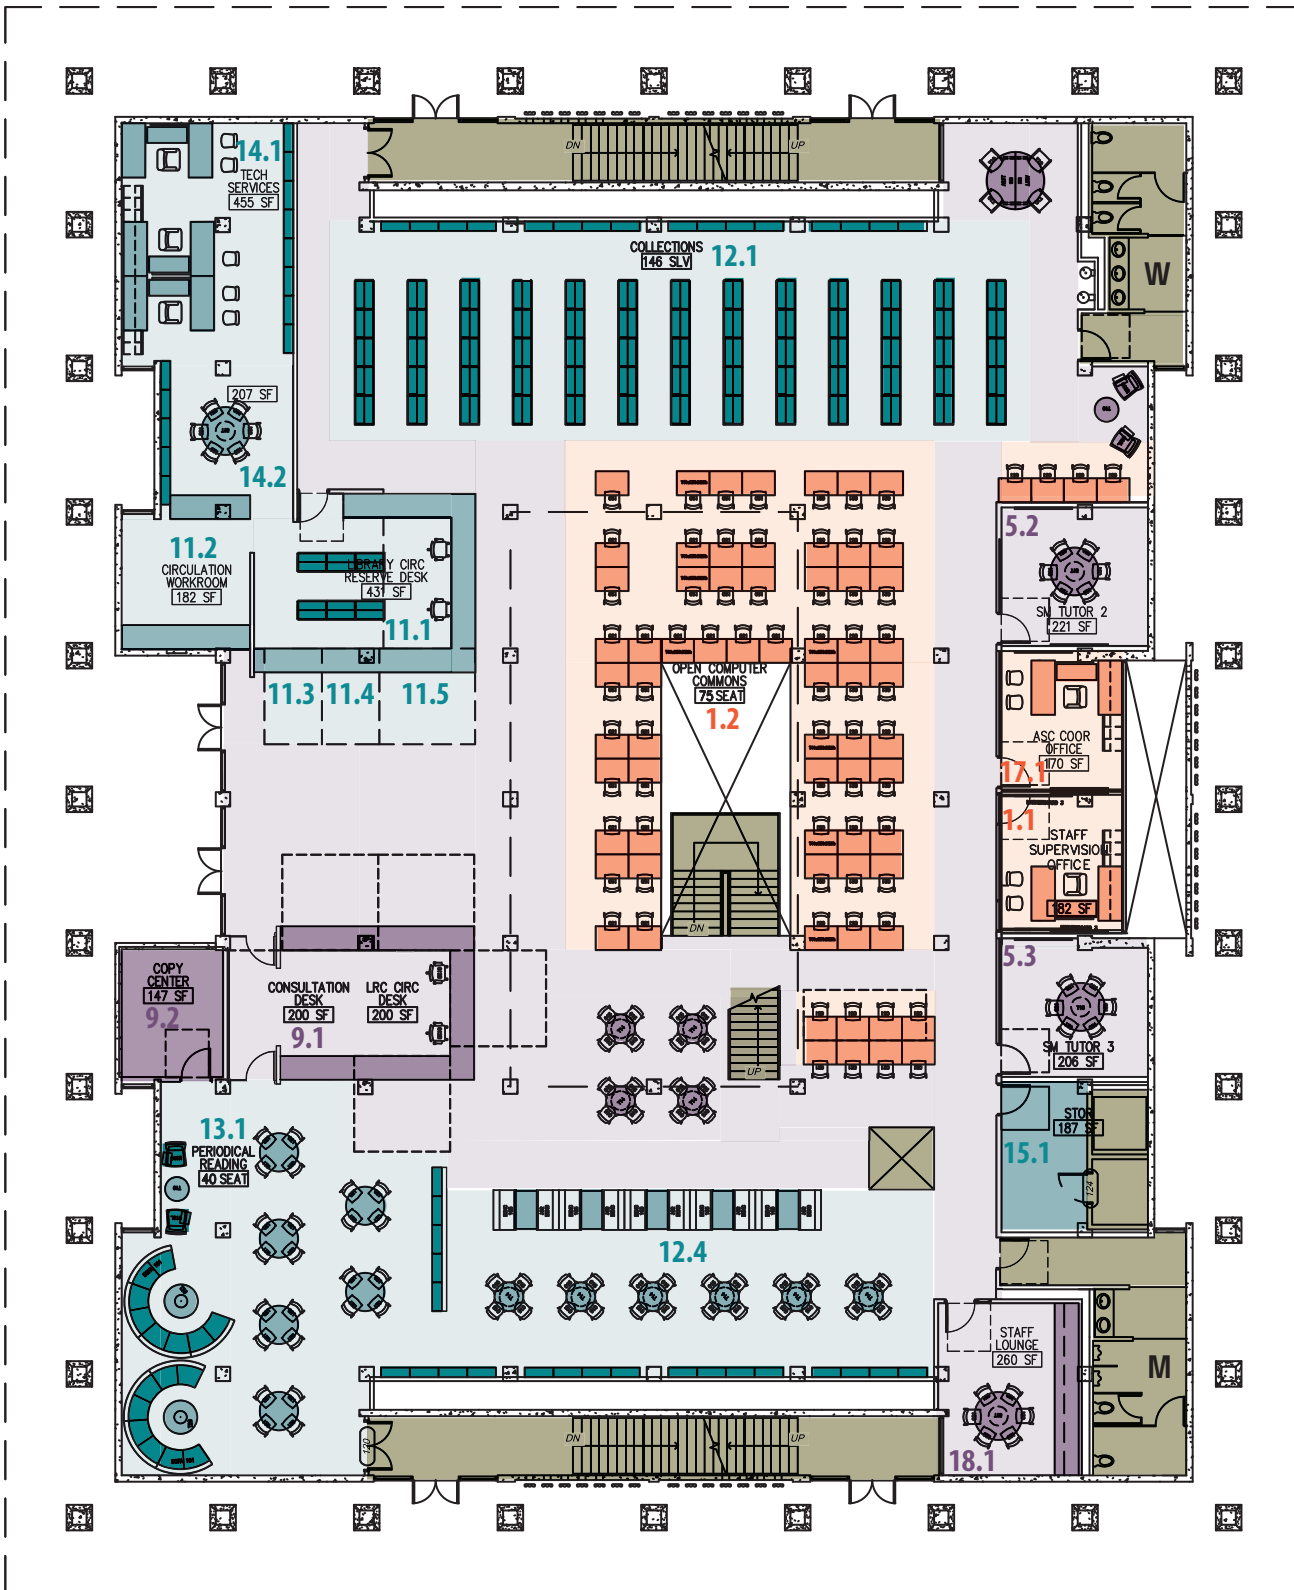 DN
UP
14.1
TECH
SERVICES
455 SF
COLLECTIONS
146 SLV
12.1
W
207 SF
14.2
5.2
11.2
CIRCULATION
WORKROOM
182 SF
LIBRARY CIRC
RESERVE DESK
431 SF
11.1
SM TUTOR 2
221 SF
11.3
11.4
11.5
OPEN COMPUTER
COMMONS
75 SEAT
1.2
ASC COOR
OFFICE
170 SF
17.1
1.1
STAFF
SUPERVISION
OFFICE
182 SF
DN
5.3
COPY
CENTER
147 SF
9.2
CONSULTATION
DESK
200 SF
9.1
LRC CIRC
DESK
200 SF
SM TUTOR 3
206 SF
UP
13.1
PERIODICAL
READING
40 SEAT
STOR
187 SF
15.1
124
12.4
STAFF
LOUNGE
260 SF
M
120
DN
UP
18.1